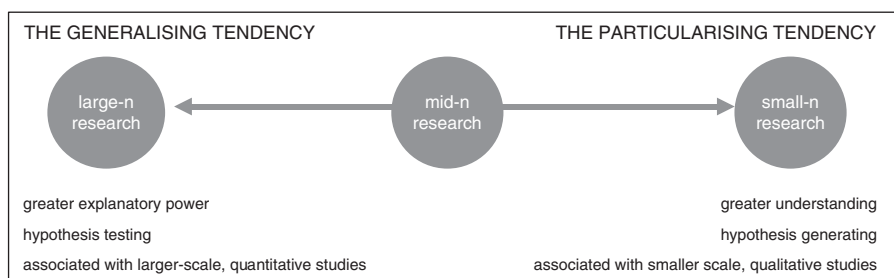 THE GENERALISING TENDENCY
THE PARTICULARISING TENDENCY
large-n
research
mid-n
research
small-n
research
greater explanatory power
hypothesis testing
associated with larger-scale, quantitative studies
greater understanding
hypothesis generating
associated with smaller scale, qualitative studies